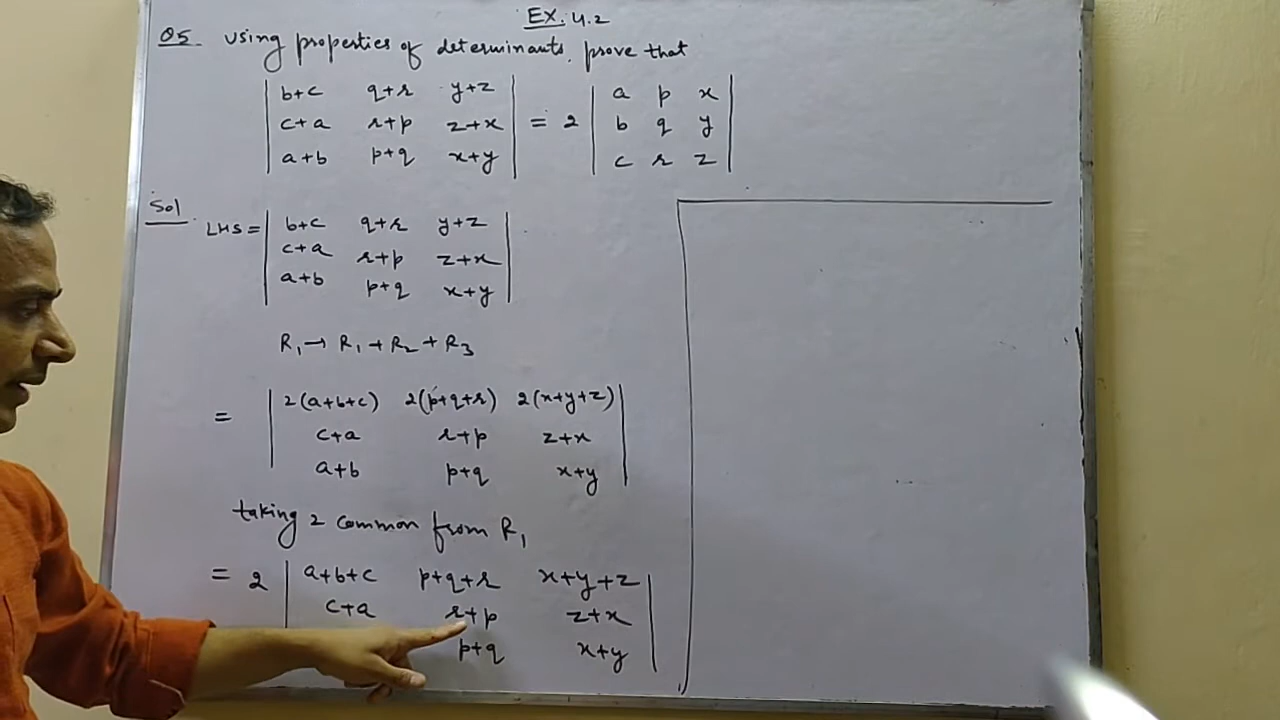 EX. 4.2
Q5 using properties of determinants, prove that
| b+c q+r y+z |   | a p x |
| c+a r+p z+x | = 2 | b q y |
| a+b p+q x+y |   | c r z |
Sol
| b+c q+r y+z |
LHS = | c+a r+p z+x |
| a+b p+q x+y |
R₁→ R₁ + R₂ + R₃
| 2(a+b+c) 2(p+q+r) 2(x+y+z) |
= | c+a r+p z+x |
| a+b p+q x+y |
taking 2 common from R₁
= 2 | a+b+c p+q+r x+y+z |
| c+a r+p z+x |
p+q x+y |